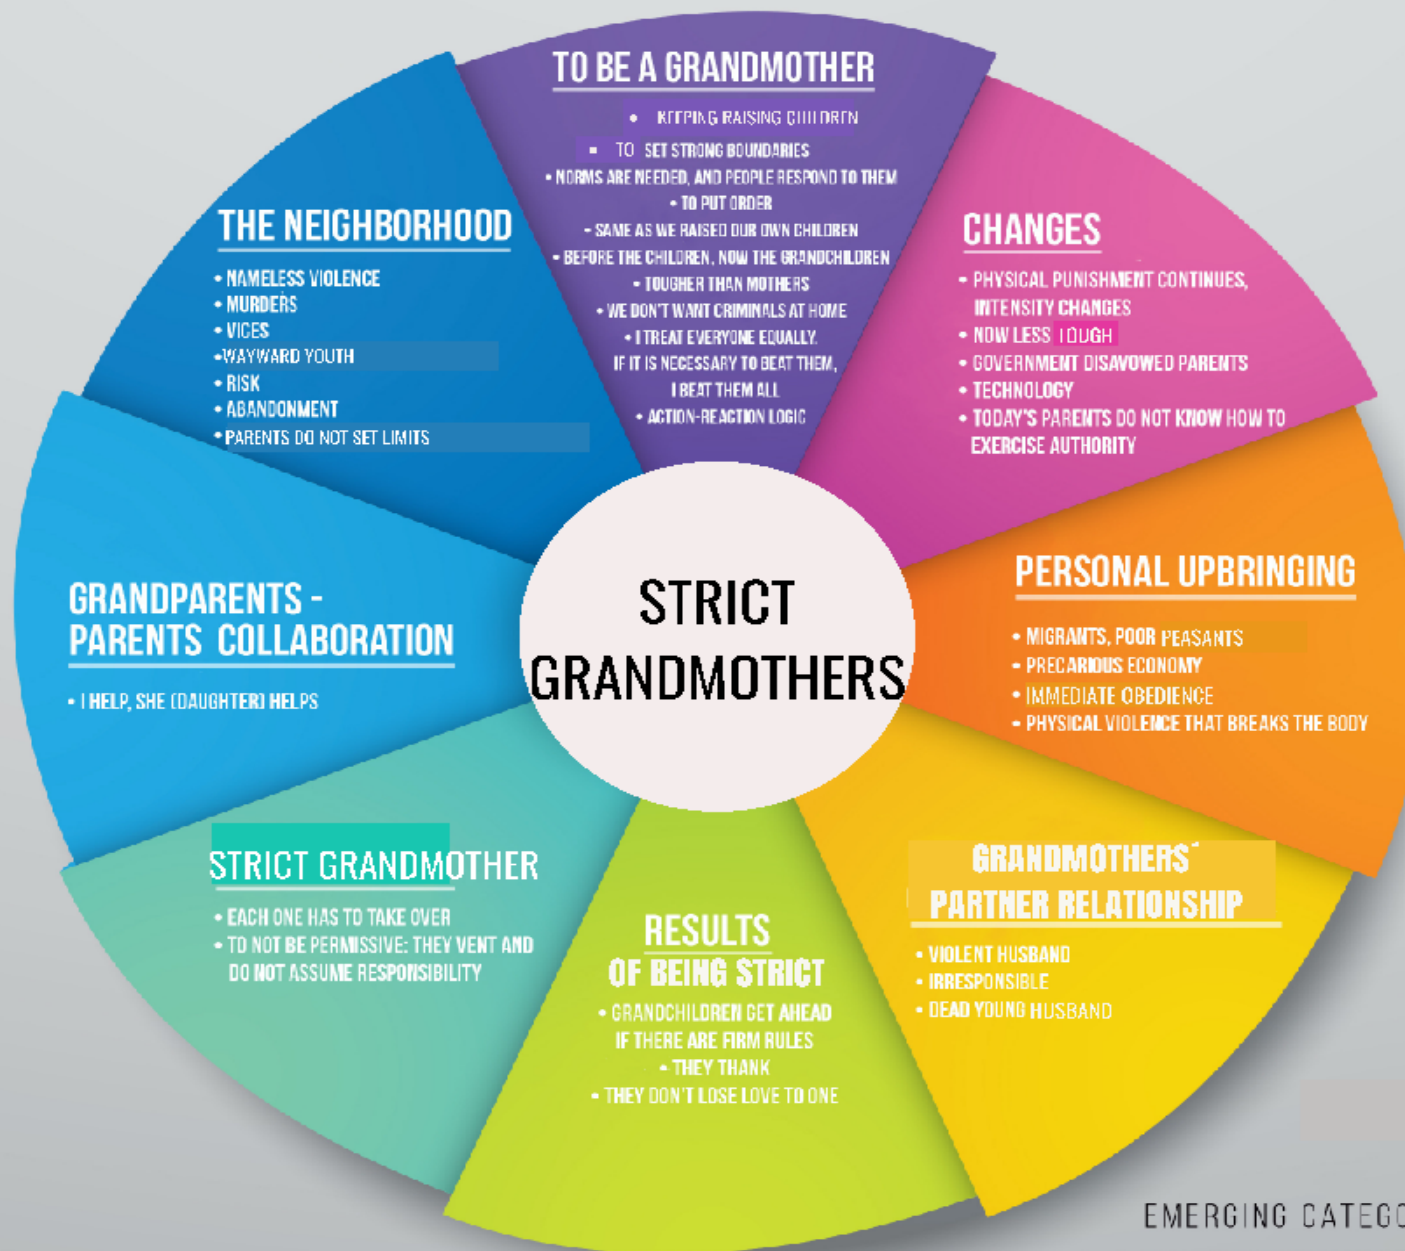 TO BE A GRANDMOTHER
• KEEPING RAISING CHILDREN
▪ TO SET STRONG BOUNDARIES
• NORMS ARE NEEDED, AND PEOPLE RESPOND TO THEM
• TO PUT ORDER
• SAME AS WE RAISED OUR OWN CHILDREN
• BEFORE THE CHILDREN, NOW THE GRANDCHILDREN
• TOUGHER THAN MOTHERS
• WE DON'T WANT CRIMINALS AT HOME
• I TREAT EVERYONE EQUALLY.
IF IT IS NECESSARY TO BEAT THEM,
I BEAT THEM ALL
• ACTION-REACTION LOGIC
CHANGES
• PHYSICAL PUNISHMENT CONTINUES,
INTENSITY CHANGES
• NOW LESS TOUGH
• GOVERNMENT DISAVOWED PARENTS
• TECHNOLOGY
• TODAY'S PARENTS DO NOT KNOW HOW TO
EXERCISE AUTHORITY
PERSONAL UPBRINGING
• MIGRANTS, POOR PEASANTS
• PRECARIOUS ECONOMY
• IMMEDIATE OBEDIENCE
• PHYSICAL VIOLENCE THAT BREAKS THE BODY
GRANDMOTHERS´
PARTNER RELATIONSHIP
• VIOLENT HUSBAND
• IRRESPONSIBLE
• DEAD YOUNG HUSBAND
RESULTS
OF BEING STRICT
• GRANDCHILDREN GET AHEAD
IF THERE ARE FIRM RULES
• THEY THANK
• THEY DON'T LOSE LOVE TO ONE
STRICT GRANDMOTHER
• EACH ONE HAS TO TAKE OVER
• TO NOT BE PERMISSIVE: THEY VENT AND
DO NOT ASSUME RESPONSIBILITY
GRANDPARENTS -
PARENTS COLLABORATION
• I HELP, SHE (DAUGHTER) HELPS
THE NEIGHBORHOOD
• NAMELESS VIOLENCE
• MURDERS
• VICES
•WAYWARD YOUTH
• RISK
• ABANDONMENT
•PARENTS DO NOT SET LIMITS
STRICT
GRANDMOTHERS
EMERGING